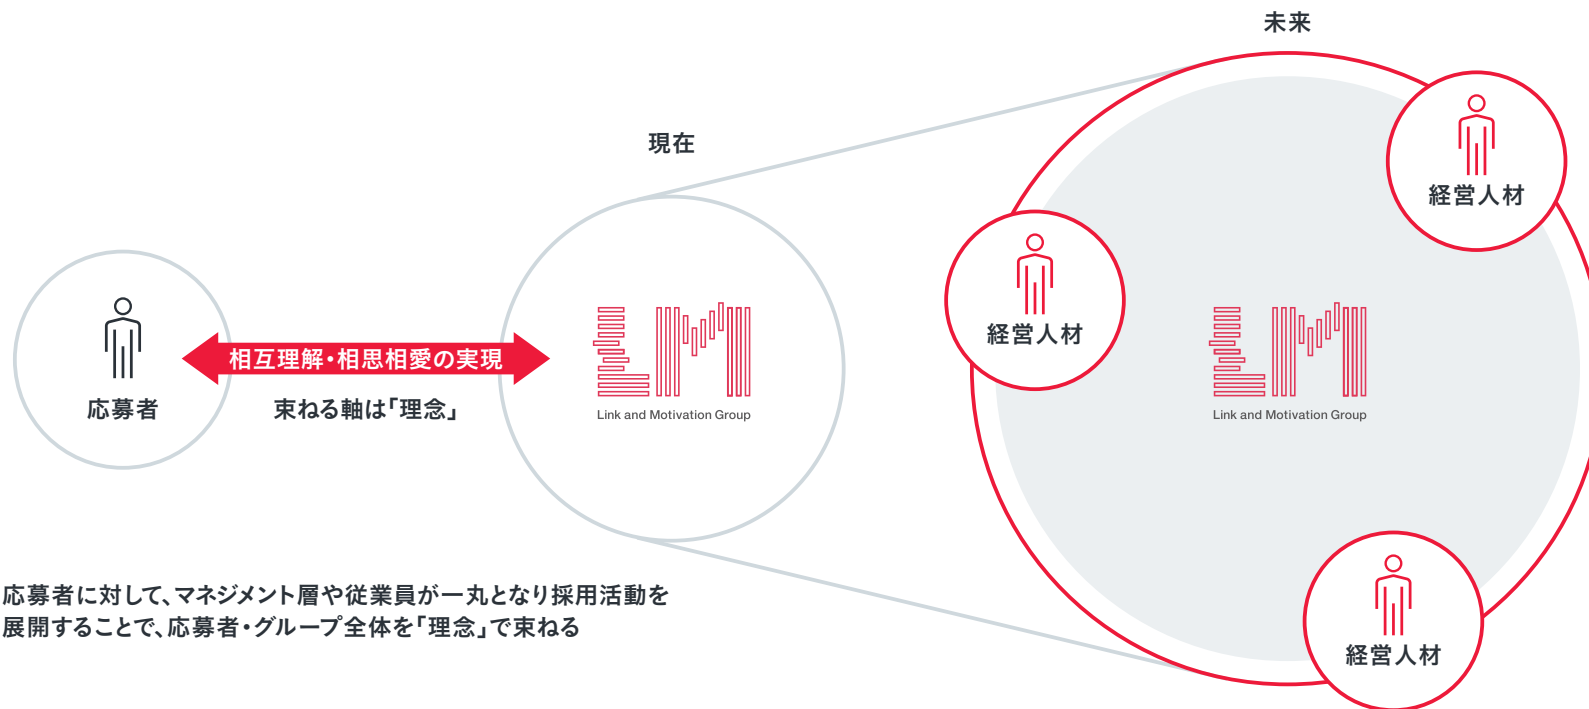 未来
現在
経営人材
経営人材
LM
LM
相互理解・相思相愛の実現
応募者
束ねる軸は「理念」
Link and Motivation Group
Link and Motivation Group
応募者に対して、マネジメント層や従業員が一丸となり採用活動を
展開することで、応募者・グループ全体を「理念」で束ねる
経営人材